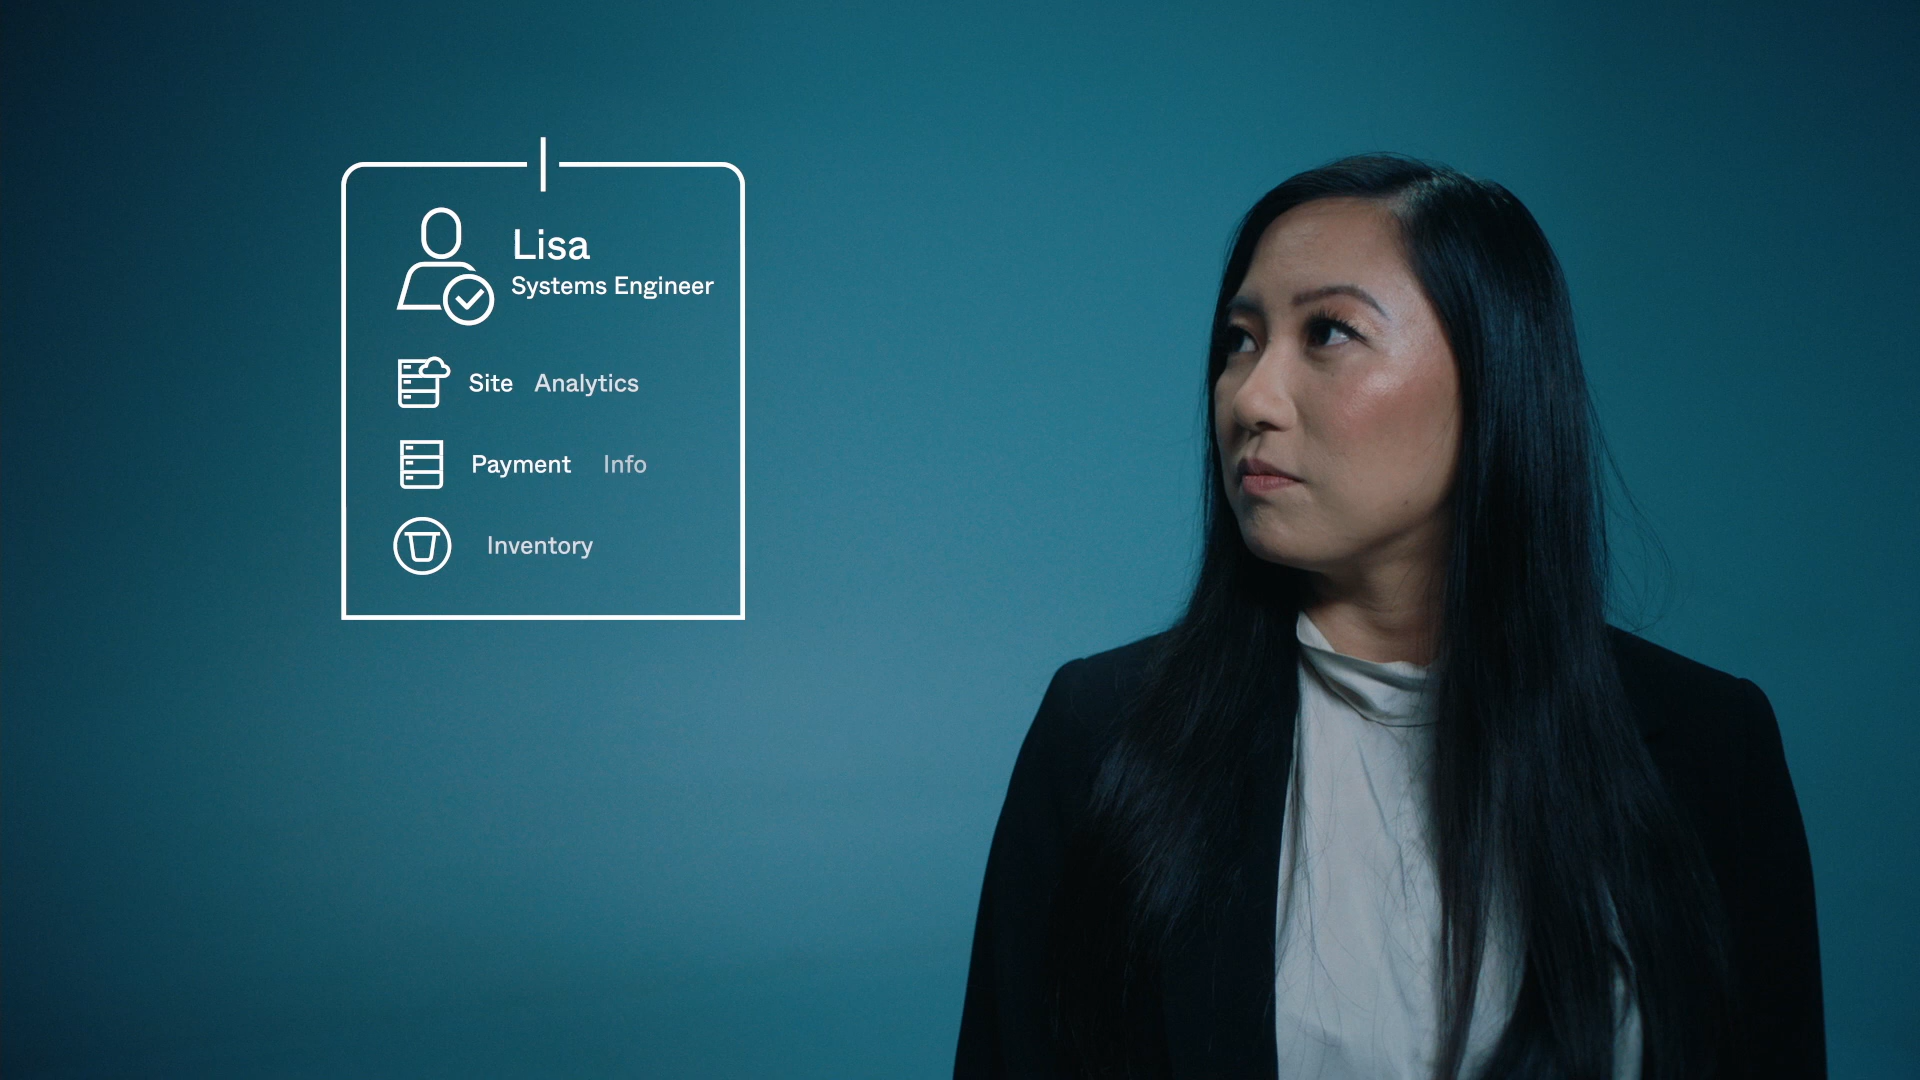 Lisa
Systems Engineer
Site Analytics
Payment Info
Inventory